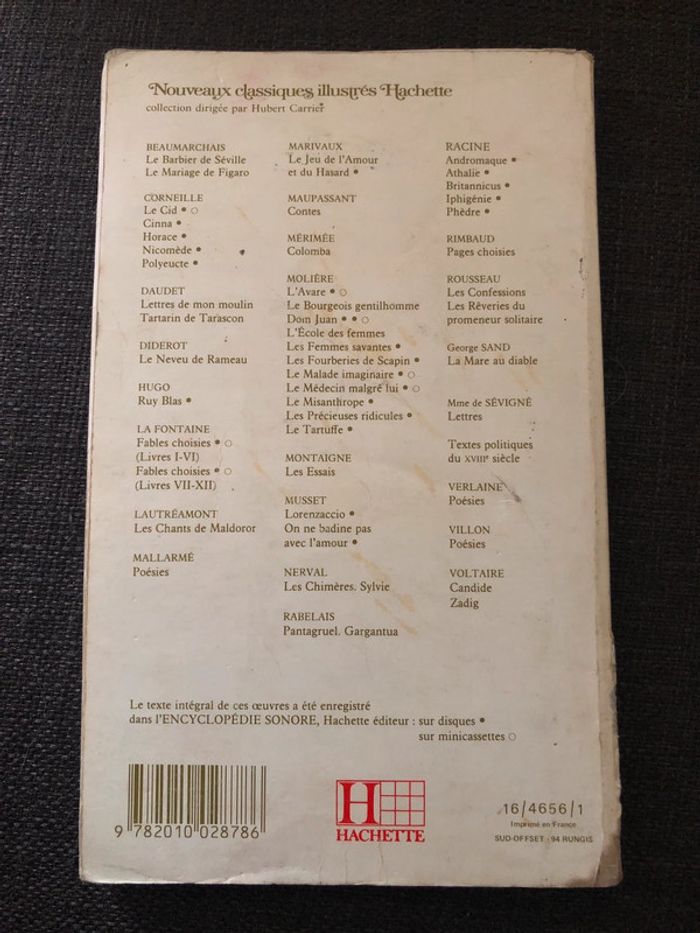 Nouveaux classiques illustrés Hachette
collection dirigée par Hubert Carrier
BEAUMARCHAIS
Le Barbier de Séville
Le Mariage de Figaro
CORNEILLE
Le Cid • ○
Cinna •
Horace •
Nicomède •
Polyeucte •
DAUDET
Lettres de mon moulin
Tartarin de Tarascon
DIDEROT
Le Neveu de Rameau
HUGO
Ruy Blas •
LA FONTAINE
Fables choisies • ○
(Livres I-VI)
Fables choisies • ○
(Livres VII-XII)
LAUTRÉAMONT
Les Chants de Maldoror
MALLARMÉ
Poésies
MARIVAUX
Le Jeu de l'Amour
et du Hasard •
MAUPASSANT
Contes
MÉRIMÉE
Colomba
MOLIÈRE
L'Avare • ○
Le Bourgeois gentilhomme
Dom Juan • • ○
L'École des femmes
Les Femmes savantes •
Les Fourberies de Scapin •
Le Malade imaginaire • ○
Le Médecin malgré lui • ○
Le Misanthrope •
Les Précieuses ridicules •
Le Tartuffe •
MONTAIGNE
Les Essais
MUSSET
Lorenzaccio •
On ne badine pas
avec l'amour •
NERVAL
Les Chimères. Sylvie
RABELAIS
Pantagruel. Gargantua
RACINE
Andromaque •
Athalie •
Britannicus •
Iphigénie •
Phèdre •
RIMBAUD
Pages choisies
ROUSSEAU
Les Confessions
Les Rêveries du
promeneur solitaire
George SAND
La Mare au diable
Mme de SÉVIGNÉ
Lettres
Textes politiques
du XVIIIe siècle
VERLAINE
Poésies
VILLON
Poésies
VOLTAIRE
Candide
Zadig
Le texte intégral de ces œuvres a été enregistré
dans l'ENCYCLOPÉDIE SONORE, Hachette éditeur : sur disques •
sur minicassettes ○
9 782010 028786
H
HACHETTE
16/4656/1
Imprimé en France
SUD-OFFSET - 94 RUNGIS